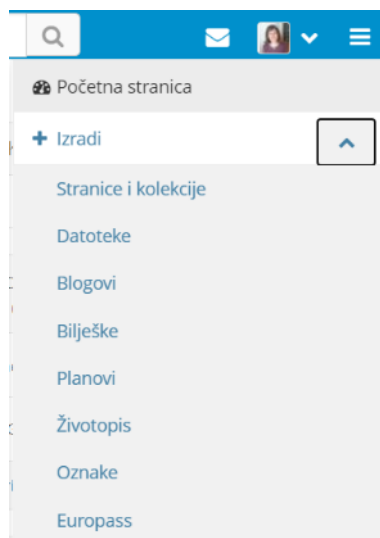 Početna stranica
Izradi
Stranice i kolekcije
Datoteke
Blogovi
Bilješke
Planovi
Životopis
Oznake
Europass